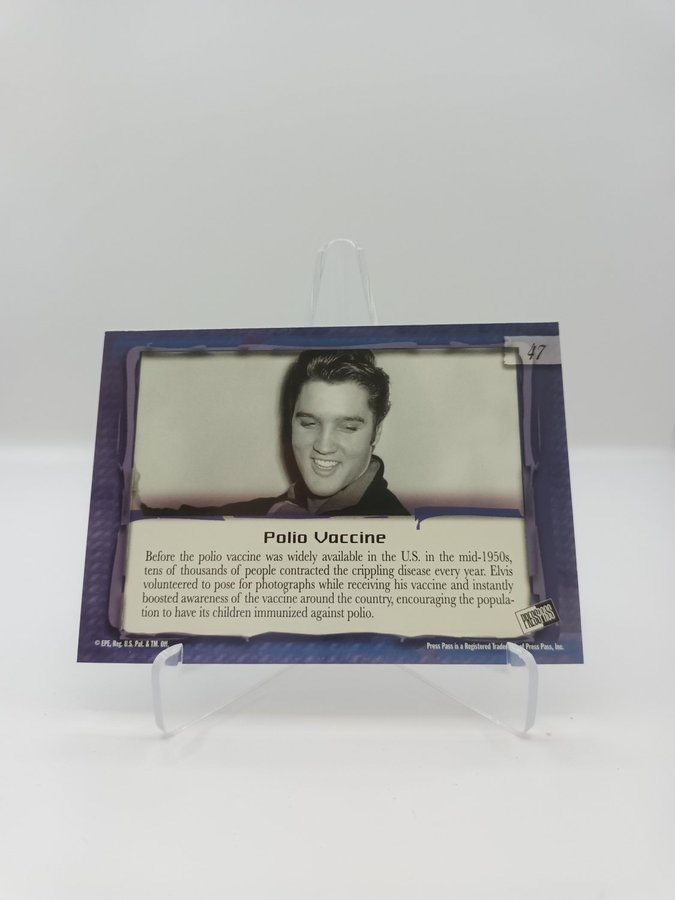 47
Polio Vaccine
Before the polio vaccine was widely available in the U.S. in the mid-1950s,
tens of thousands of people contracted the crippling disease every year. Elvis
volunteered to pose for photographs while receiving his vaccine and instantly
boosted awareness of the vaccine around the country, encouraging the popula-
tion to have its children immunized against polio.
© EPE, Reg. U.S. Pat. & TM. Off.
Press Pass is a Registered of Press Pass, Inc.